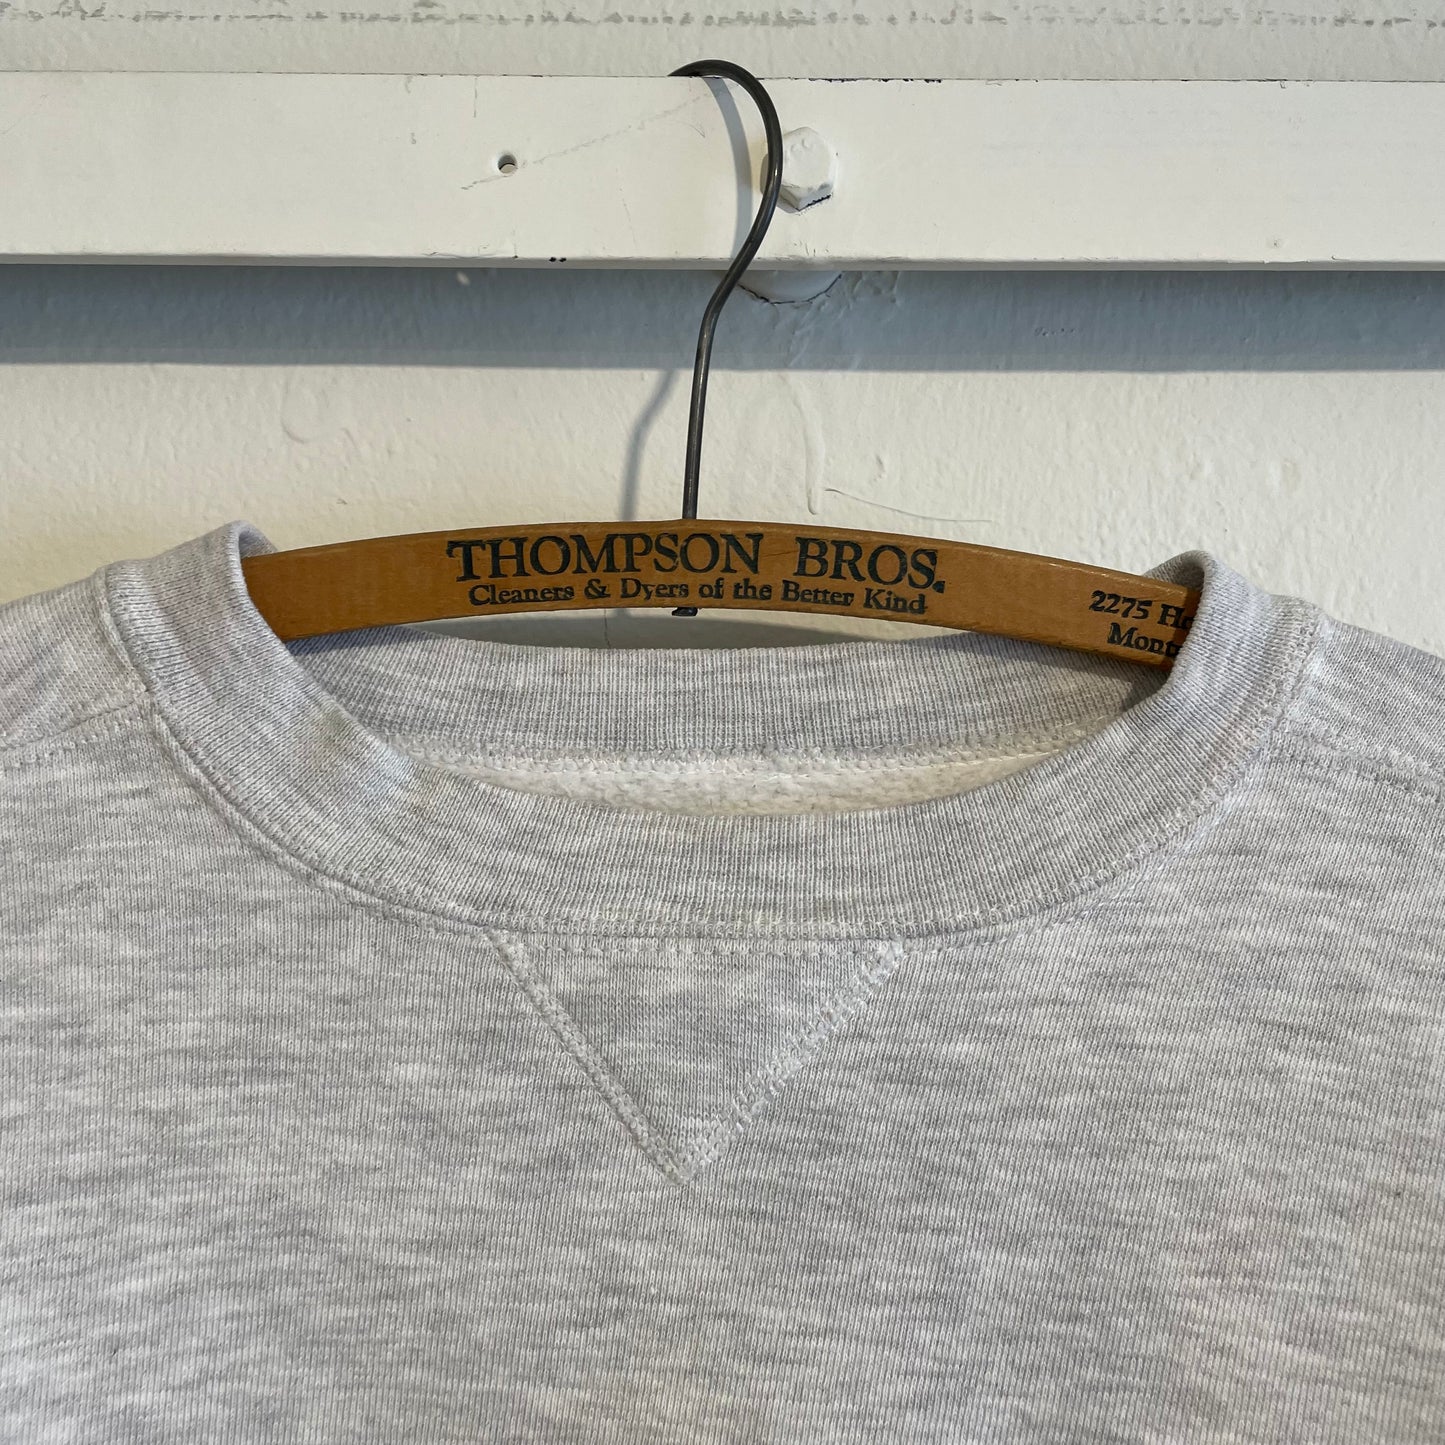 THOMPSON BROS.
Cleaners & Dyers of the Better Kind
2275